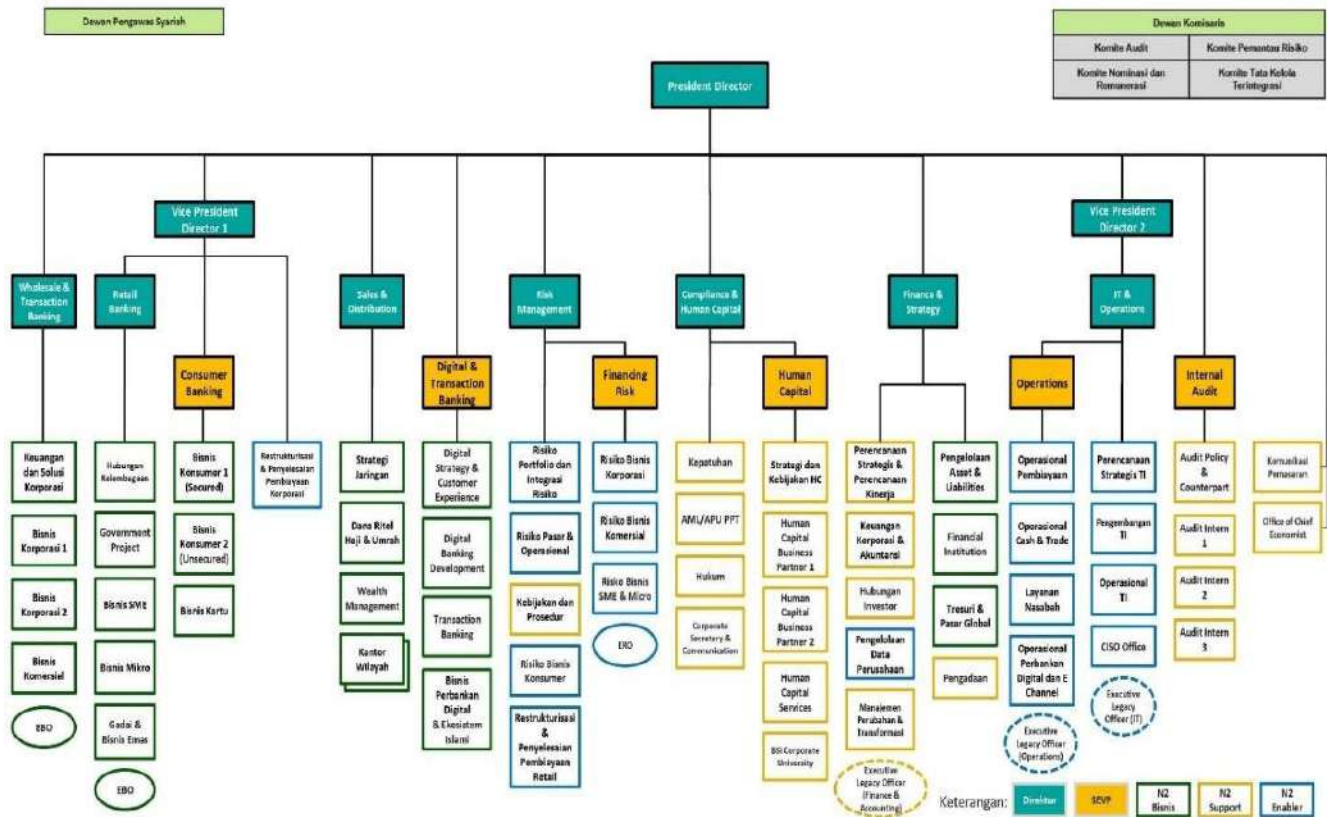 Dewan Pengawas Syariah
Dewan Komisaris
Komite Audit
Komite Pemantau Risiko
Komite Nominasi dan
Remunerasi
Komite Tata Kelola
Terintegrasi
President Director
Vice President
Director 1
Vice President
Director 2
Wholesale &
Transaction
Banking
Retail
Banking
Sales &
Distribution
Risk
Management
Compliance &
Human Capital
Finance &
Strategy
IT &
Operations
Consumer
Banking
Digital &
Transaction
Banking
Financing
Risk
Human
Capital
Operations
Internal
Audit
Keuangan
dan Solusi
Korporasi
Bisnis
Korporasi 1
Bisnis
Korporasi 2
Bisnis
Komersiel
EBO
Hubungan
Kelembagaan
Government
Project
Bisnis SME
Bisnis Mikro
Gadai &
Bisnis Emas
EBO
Bisnis
Konsumer 1
(Secured)
Bisnis
Konsumer 2
(Unsecured)
Bisnis Kartu
Restrukturisasi
& Penyelesaian
Pembiayaan
Korporasi
Strategi
Jaringan
Dana Ritel
Haji & Umrah
Wealth
Management
Kantor
Wilayah
Digital
Strategy &
Customer
Experience
Digital
Banking
Development
Transaction
Banking
Bisnis
Perbankan
Digital
& Ekosistem
Islami
Risiko
Portfolio dan
Integrasi
Risiko
Risiko Pasar &
Operasional
Kebijakan dan
Prosedur
Risiko Bisnis
Konsumer
Restrukturisasi
&
Penyelesaian
Pembiayaan
Retail
Risiko Bisnis
Korporasi
Risiko Bisnis
Komersial
Risiko Bisnis
SME & Micro
ERO
Kepatuhan
AML/APU PPT
Hukum
Corporate
Secretary &
Communication
Strategi dan
Kebijakan HC
Human
Capital
Business
Partner 1
Human
Capital
Business
Partner 2
Human
Capital
Services
BSI Corporate
University
Perencanaan
Strategis &
Perencanaan
Kinerja
Keuangan
Korporasi &
Akuntansi
Hubungan
Investor
Pengelolaan
Data
Perusahaan
Manajemen
Perubahan &
Transformasi
Executive
Legacy Officer
(Finance &
Accounting)
Pengelolaan
Asset &
Liabilities
Financial
Institution
Tresuri &
Pasar Global
Pengadaan
Operasional
Pembiayaan
Operasional
Cash & Trade
Layanan
Nasabah
Operasional
Perbankan
Digital dan E
Channel
Executive
Legacy Officer
(Operations)
Perencanaan
Strategis TI
Pengembangan
TI
Operasional
TI
CISO Office
Executive
Legacy
Officer (IT)
Audit Policy
&
Counterpart
Audit Intern
1
Audit Intern
2
Audit Intern
3
Komunikasi
Pemasaran
Office of Chief
Economist
Keterangan:
Direktur
SEVP
N2
Bisnis
N2
Support
N2
Enabler